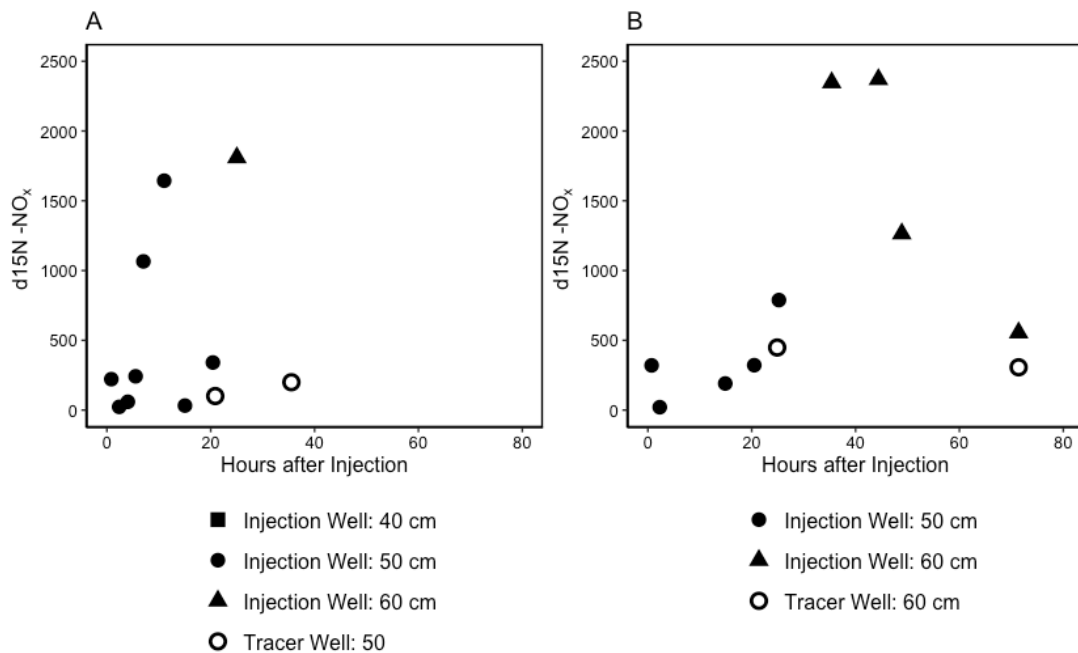 A
B
2500
2000
1500
1000
500
0
d15N -NOx
0 20 40 60 80
Hours after Injection
2500
2000
1500
1000
500
0
d15N -NOx
0 20 40 60 80
Hours after Injection
Injection Well: 40 cm
Injection Well: 50 cm
Injection Well: 60 cm
Tracer Well: 50
Injection Well: 50 cm
Injection Well: 60 cm
Tracer Well: 60 cm